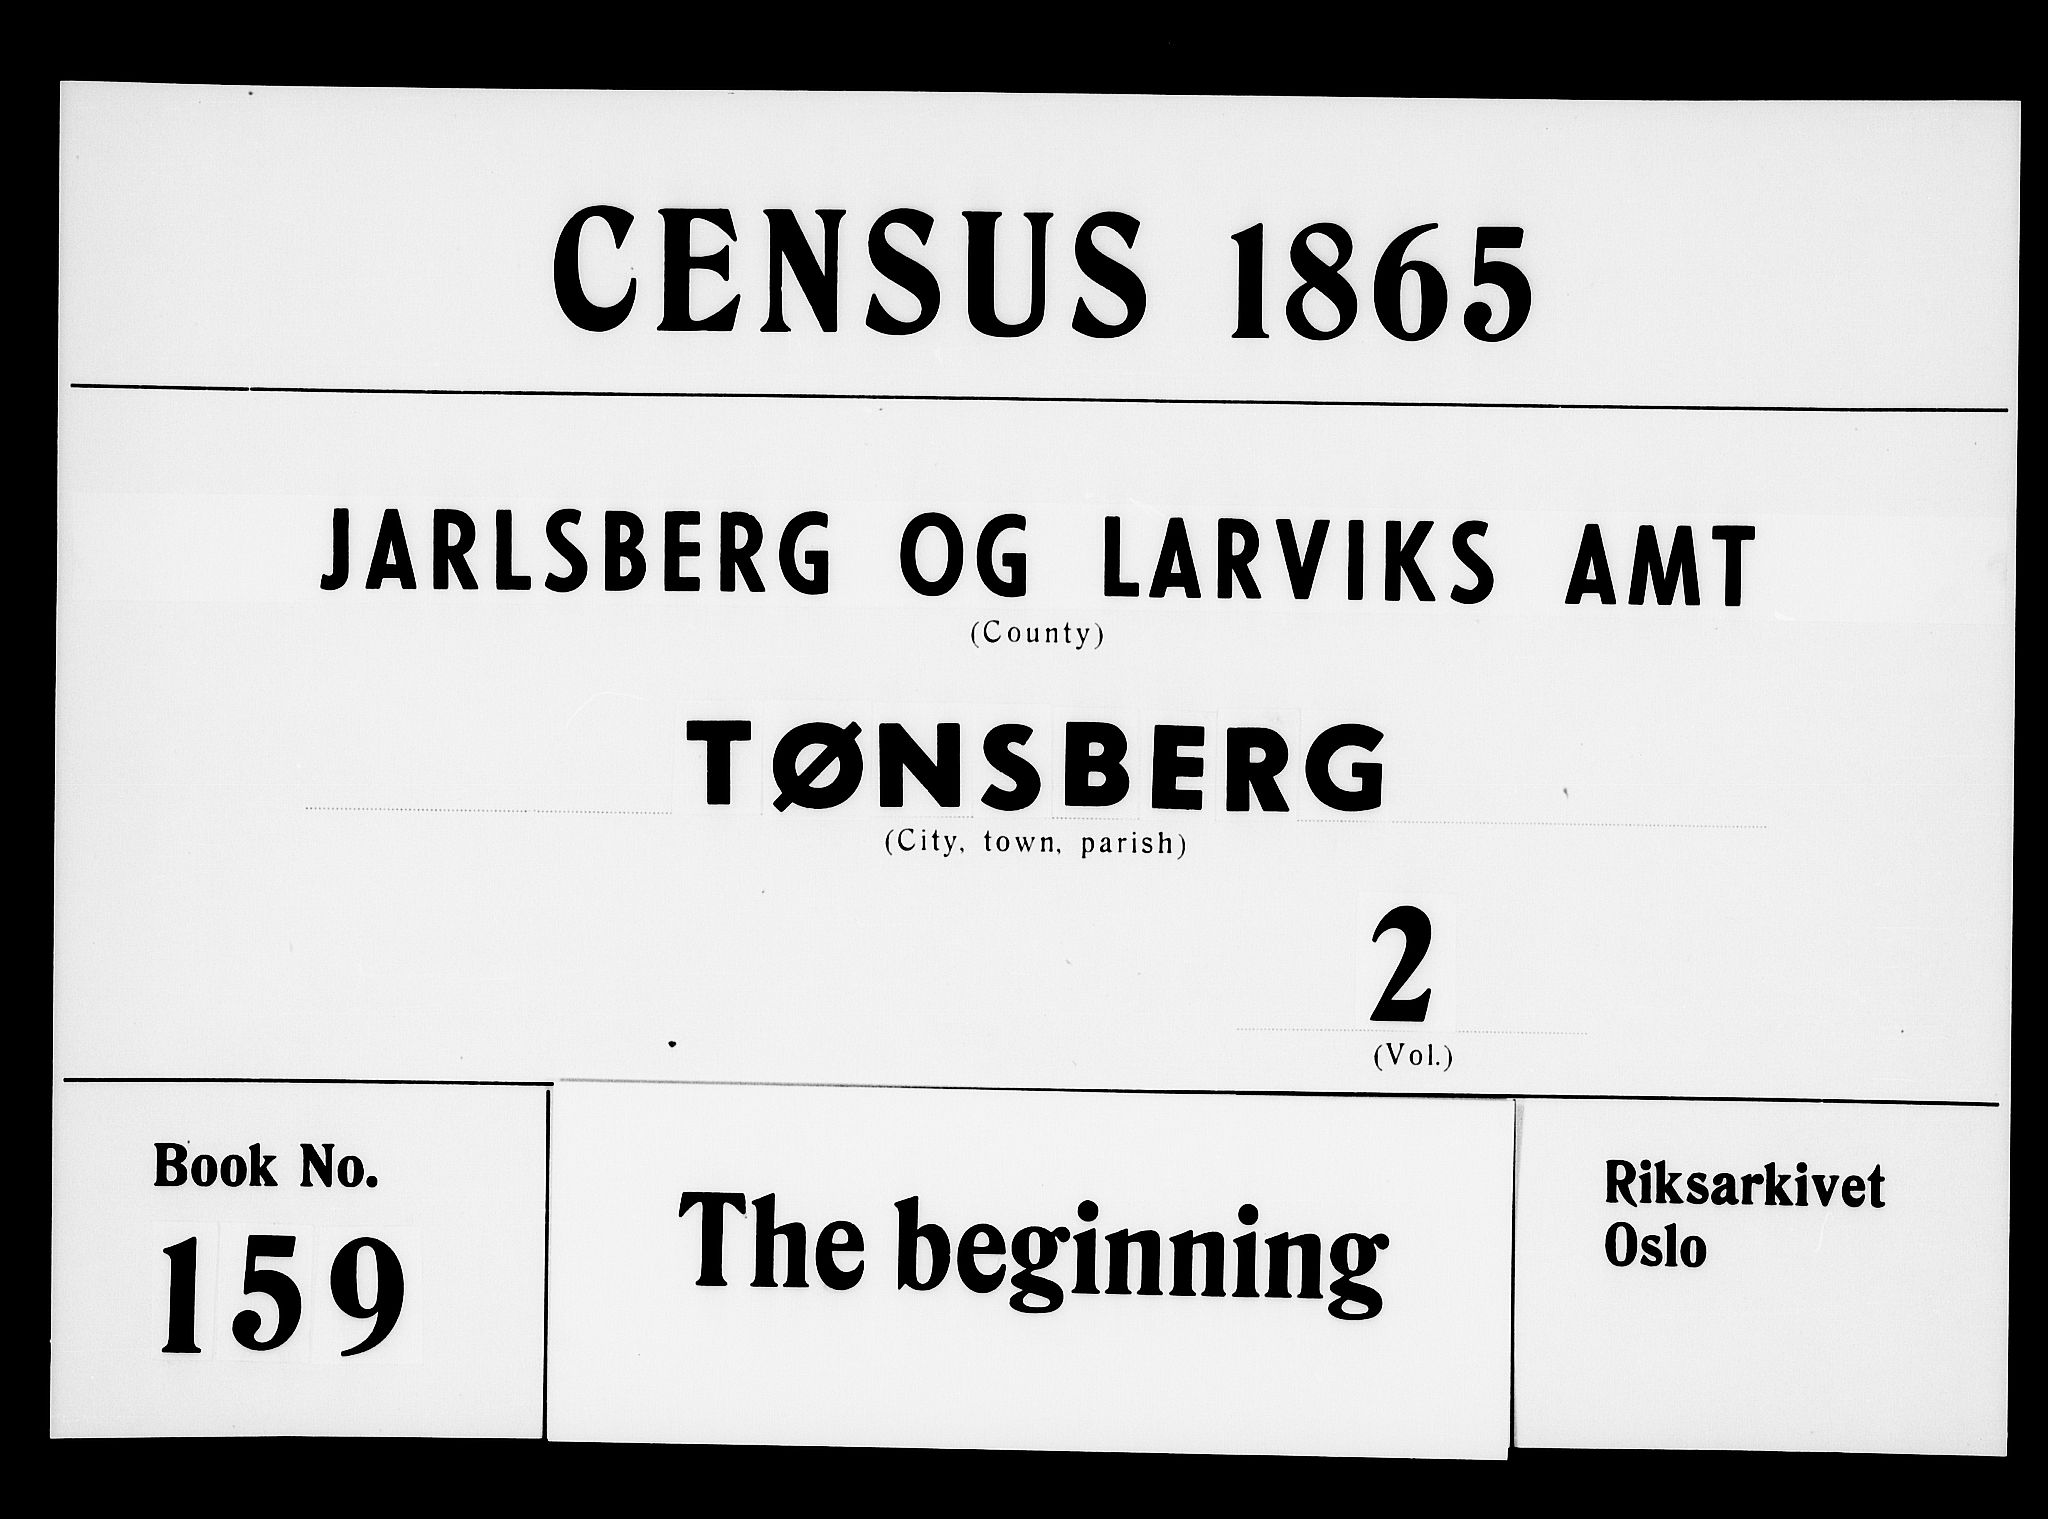 CENSUS 1865
JARLSBERG OG LARVIKS AMT
(County)
TØNSBERG
(City, town, parish)
2
(Vol.)
Book No.
159
The beginning
Riksarkivet
Oslo